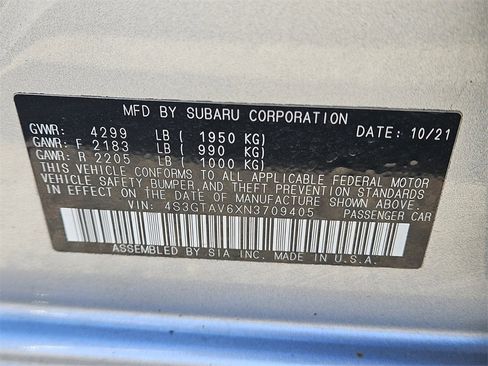 MFD BY SUBARU CORPORATION
GVWR: 4299 LB ( 1950 KG) DATE: 10/21
GAWR: F 2183 LB ( 990 KG)
GAWR: R 2205 LB ( 1000 KG)
THIS VEHICLE CONFORMS TO ALL APPLICABLE FEDERAL MOTOR
VEHICLE SAFETY, BUMPER, AND THEFT PREVENTION STANDARDS
IN EFFECT ON THE DATE OF MANUFACTURE SHOWN ABOVE.
VIN: 4S3GTAV6XN3709405 PASSENGER CAR
ASSEMBLED BY SIA INC. MADE IN U.S.A.